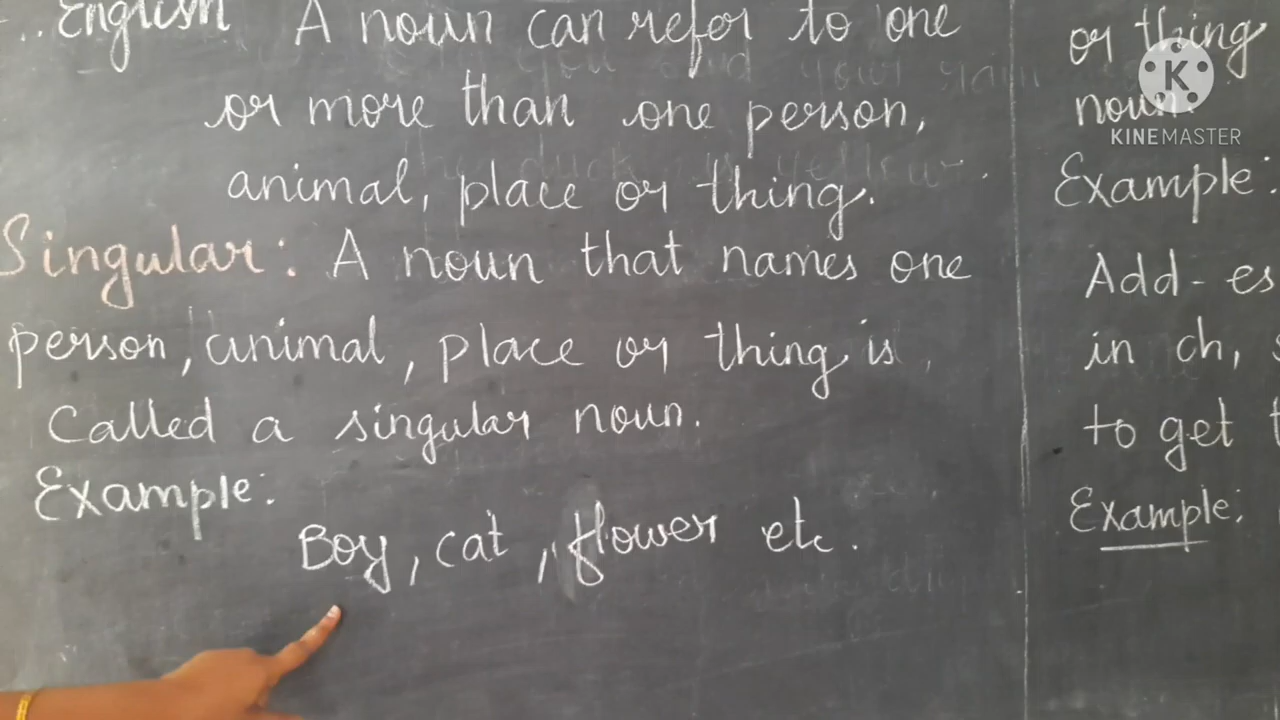 English A noun can refer to one
or more than one person,
animal, place or thing.
Singular: A noun that names one
person, animal, place or thing is
Called a singular noun.
Example:
Boy, cat, flower etc.
or thing
noun.
Example:
Add-es
in ch,
to get
Example:
K
KINEMASTER